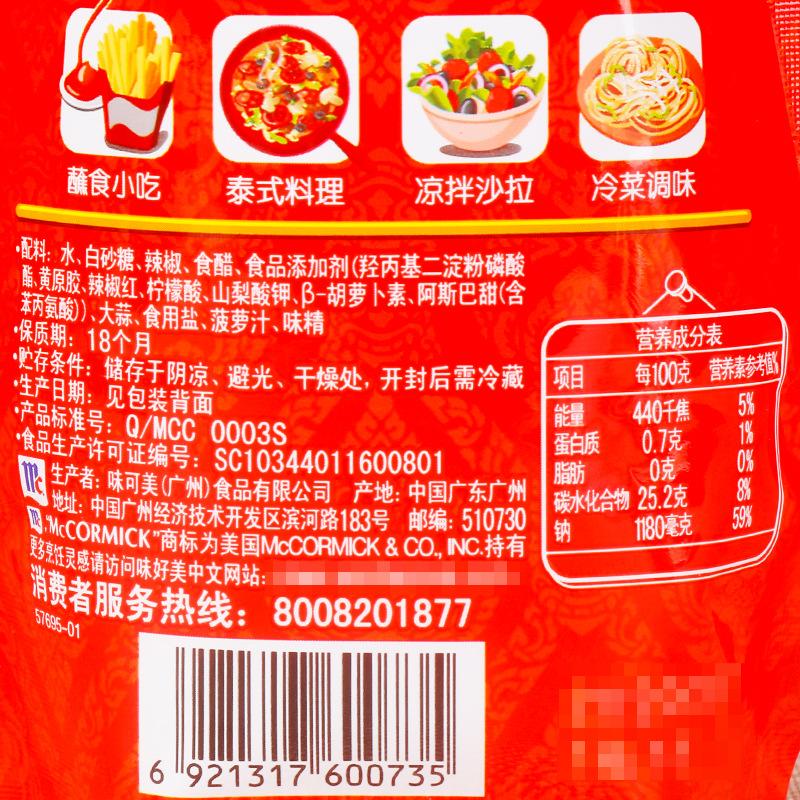 蘸食小吃 泰式料理 凉拌沙拉 冷菜调味
·配料：水、白砂糖、辣椒、食醋、食品添加剂(羟丙基二淀粉磷酸
酯、黄原胶、辣椒红、柠檬酸、山梨酸钾、β-胡萝卜素、阿斯巴甜(含
苯丙氨酸))、大蒜、食用盐、菠萝汁、味精
·保质期：18个月
·贮存条件：储存于阴凉、避光、干燥处，开封后需冷藏
·生产日期：见包装背面
·产品标准号：Q/MCC 0003S
·食品生产许可证编号：SC10344011600801
Mc 生产者：味可美(广州)食品有限公司 产地：中国广东广州
地址：中国广州经济技术开发区滨河路183号 邮编：510730
Mc,"McCORMICK"商标为美国McCORMICK & CO., INC.持有
更多烹饪灵感请访问味好美中文网站：
消费者服务热线：8008201877
57695-01
营养成分表
项目 每100克 营养素参考值%
能量 440千焦 5%
蛋白质 0.7克 1%
脂肪 0克 0%
碳水化合物 25.2克 8%
钠 1180毫克 59%
6 921317 600735